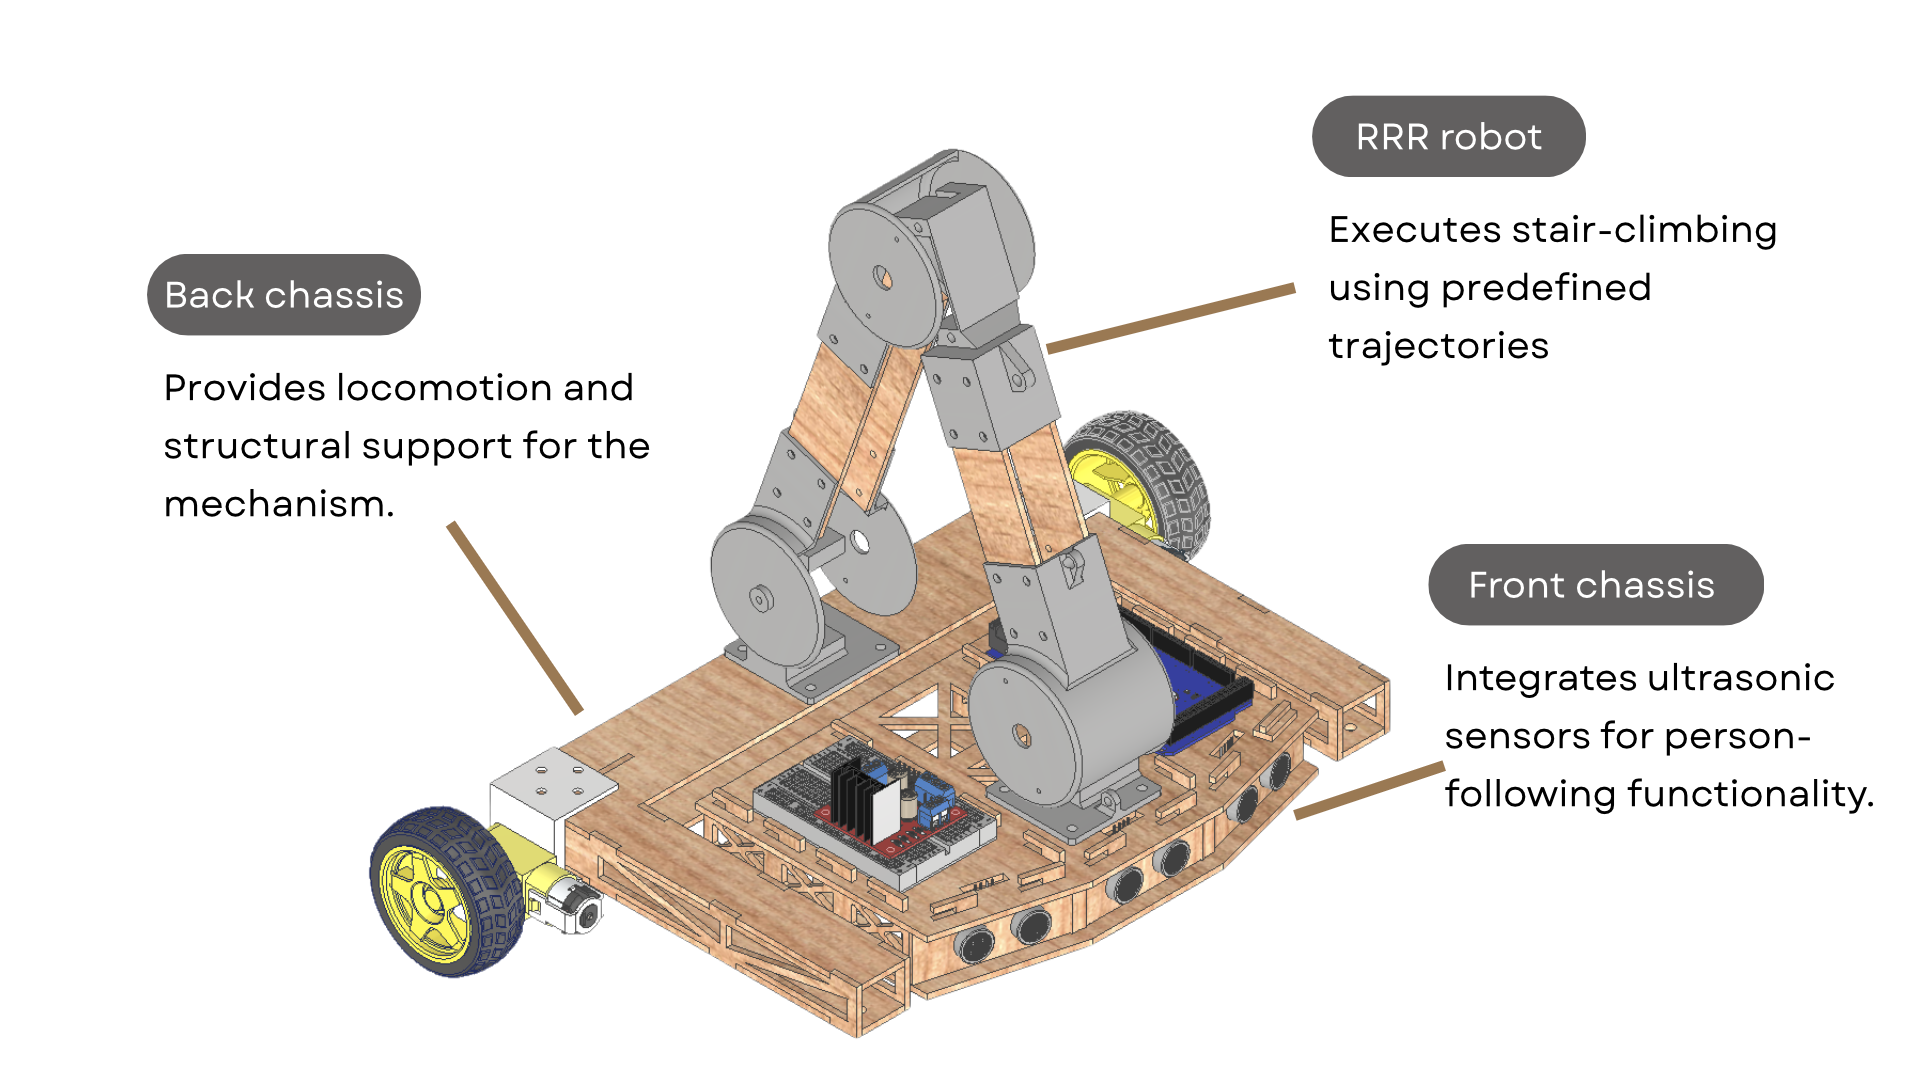 Back chassis
Provides locomotion and
structural support for the
mechanism.
RRR robot
Executes stair-climbing
using predefined
trajectories
Front chassis
Integrates ultrasonic
sensors for person-
following functionality.